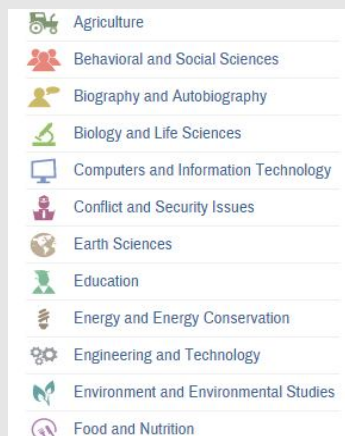 Agriculture
Behavioral and Social Sciences
Biography and Autobiography
Biology and Life Sciences
Computers and Information Technology
Conflict and Security Issues
Earth Sciences
Education
Energy and Energy Conservation
Engineering and Technology
Environment and Environmental Studies
Food and Nutrition